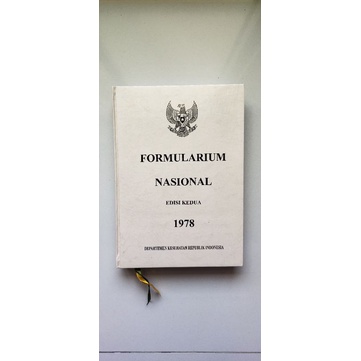 FORMULARIUM
NASIONAL
EDISI KEDUA
1978
DEPARTEMEN KESEHATAN REPUBLIK INDONESIA